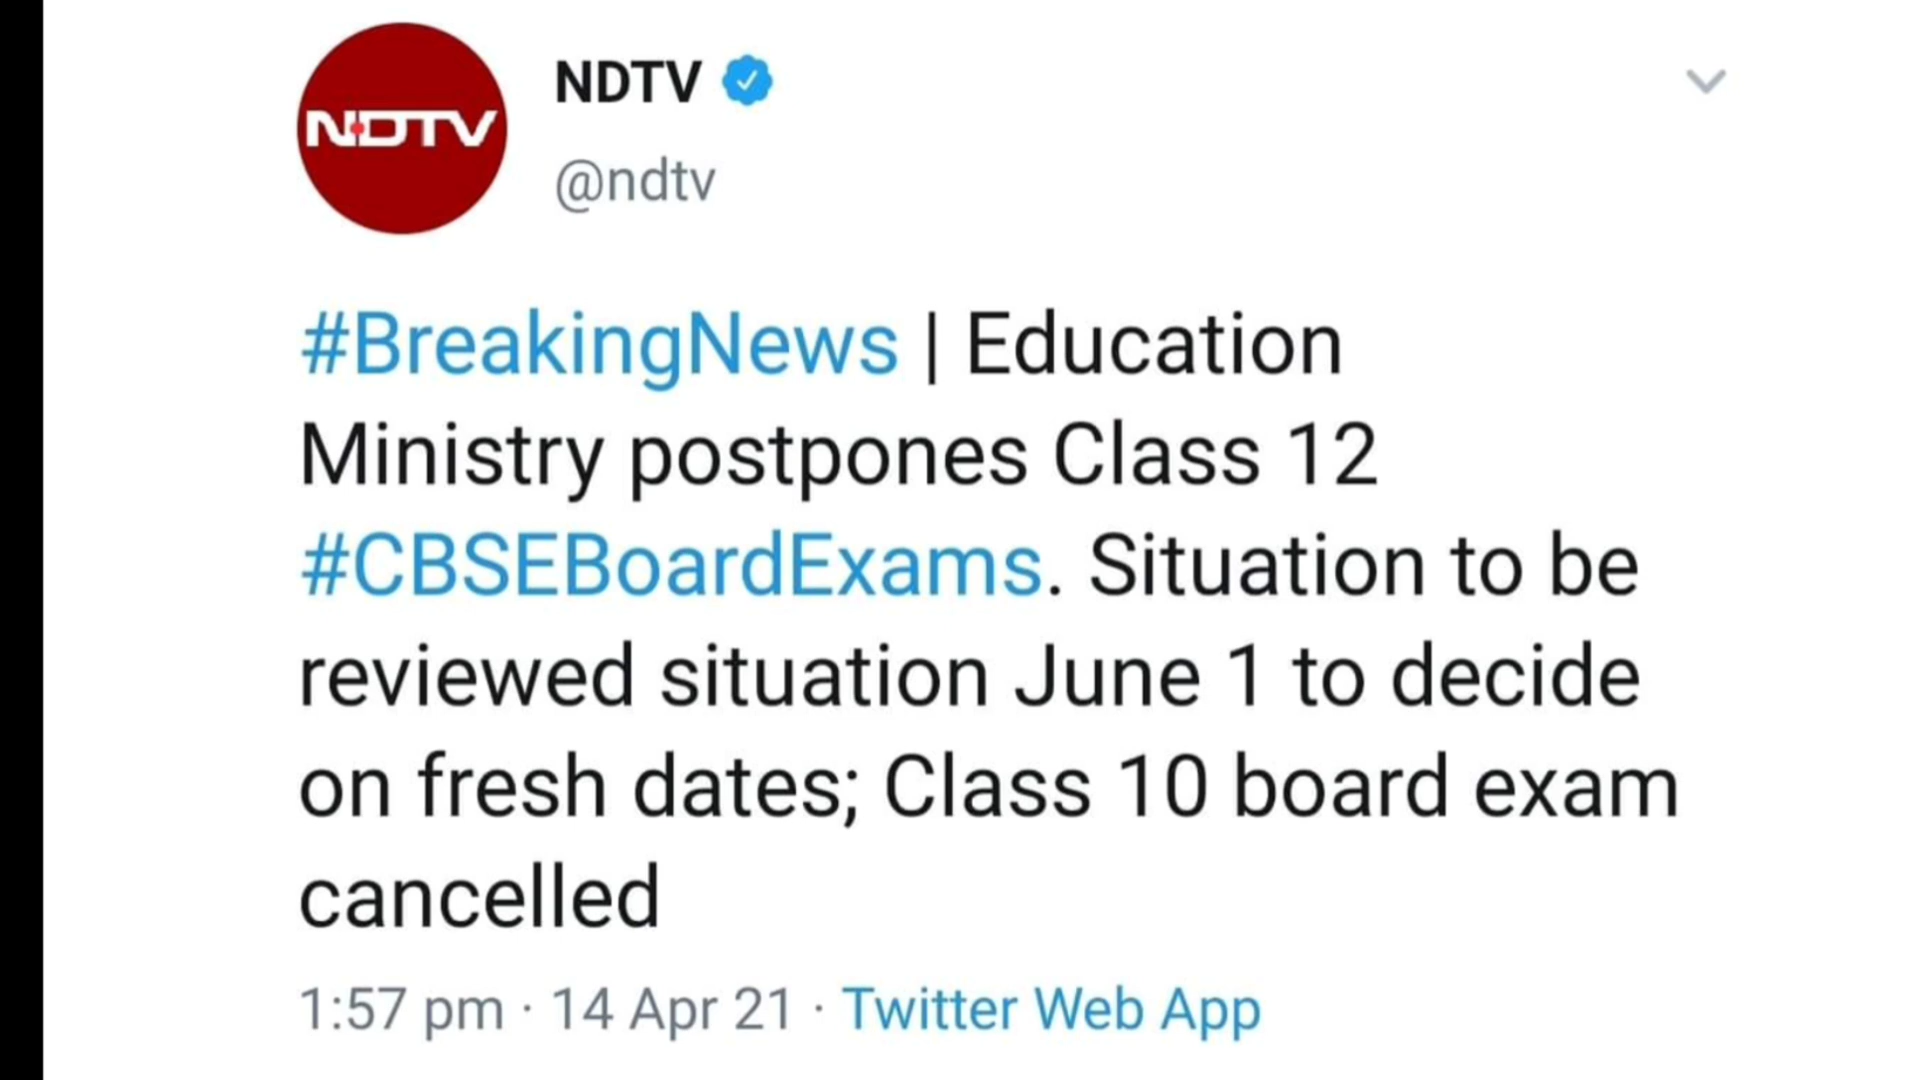 NDTV
NDTV
@ndtv
#BreakingNews | Education
Ministry postpones Class 12
#CBSEBoardExams. Situation to be
reviewed situation June 1 to decide
on fresh dates; Class 10 board exam
cancelled
1:57 pm · 14 Apr 21 · Twitter Web App